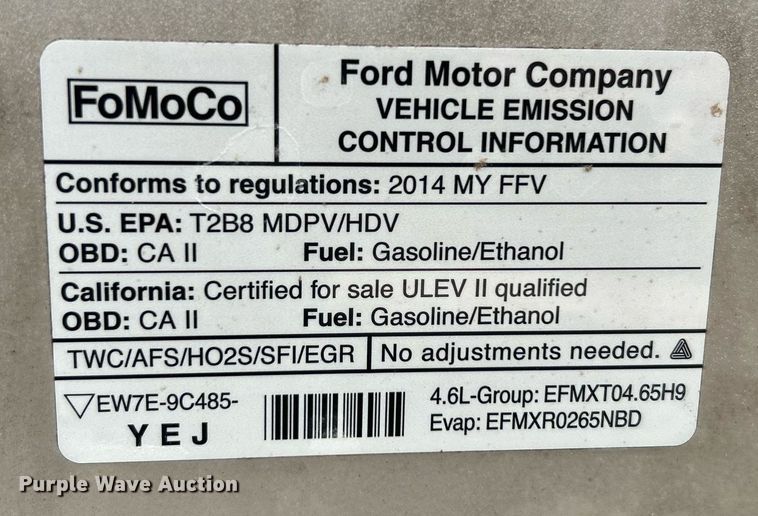 FoMoCo
Ford Motor Company
VEHICLE EMISSION
CONTROL INFORMATION
Conforms to regulations: 2014 MY FFV
U.S. EPA: T2B8 MDPV/HDV
OBD: CA II Fuel: Gasoline/Ethanol
California: Certified for sale ULEV II qualified
OBD: CA II Fuel: Gasoline/Ethanol
TWC/AFS/HO2S/SFI/EGR No adjustments needed.
EW7E-9C485-
YEJ
4.6L-Group: EFMXT04.65H9
Evap: EFMXR0265NBD
Purple Wave Auction